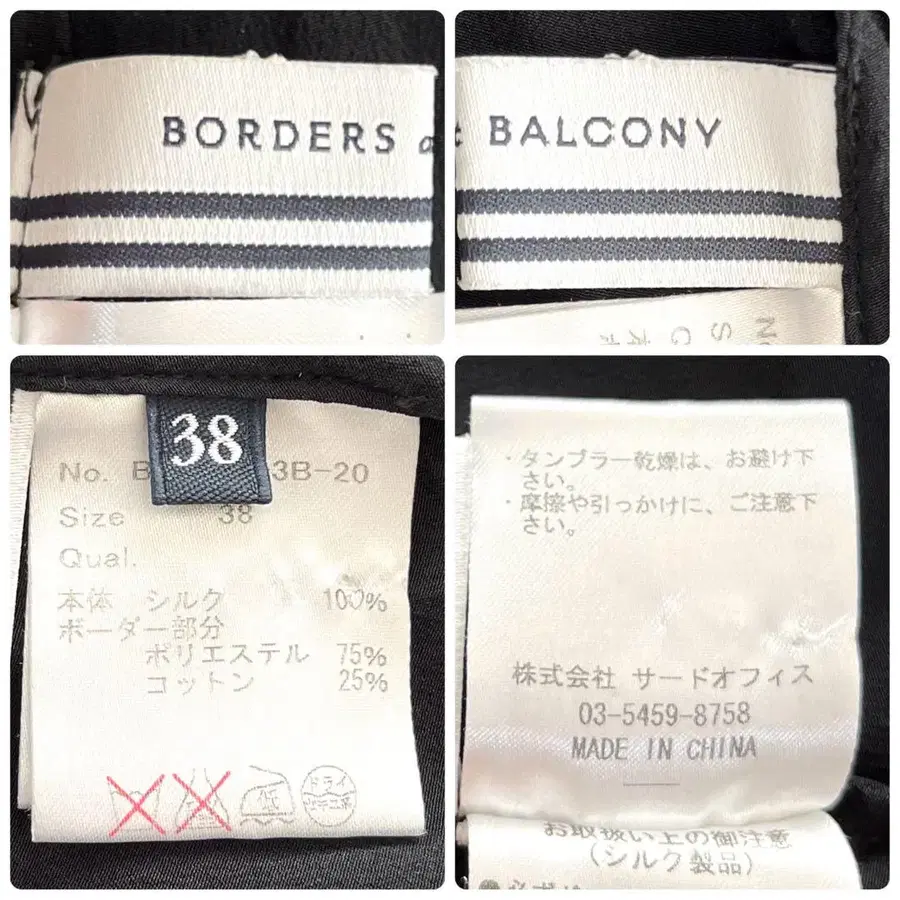 BORDERS a
BALCONY
38
No. B 3B-20
Size 38
Qual.
本体 シルク 100%
ボーダー部分
ポリエステル 75%
コットン 25%
低
ドライ
・タンブラー乾燥は、お避け下
さい。
・摩擦や引っかけに、ご注意下
さい。
株式会社 サードオフィス
03-5459-8758
MADE IN CHINA
お取扱い上の御注意
(シルク製品)